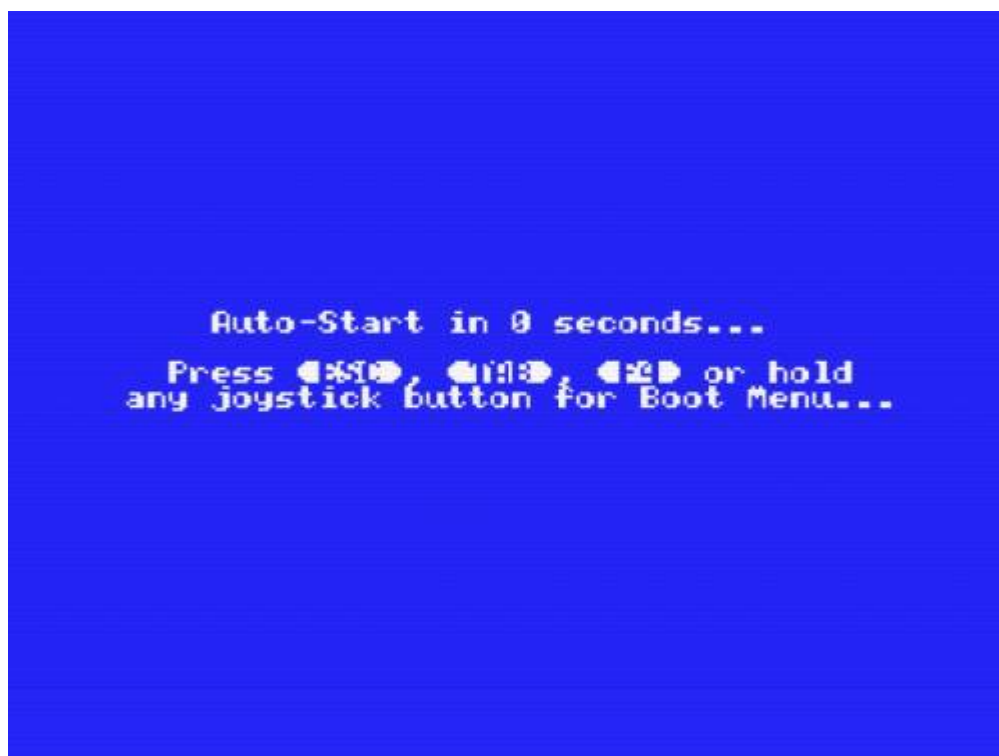 Auto-Start in 0 seconds...
Press , , or hold
any joystick button for Boot Menu...